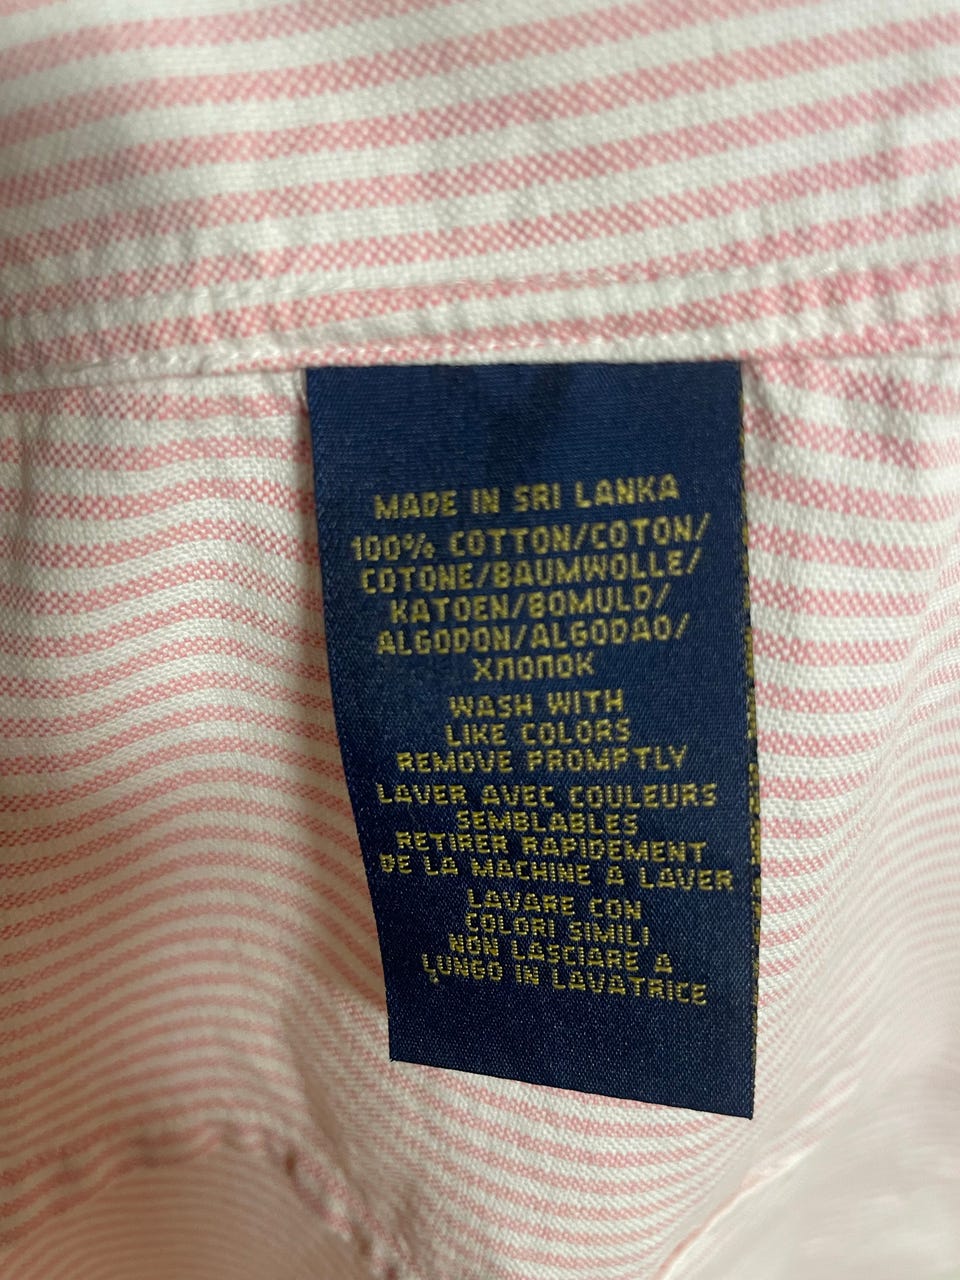 MADE IN SRI LANKA
100% COTTON/COTON/
COTONE/BAUMWOLLE/
KATOEN/BOMULD/
ALGODON/ALGODAO/
ХЛОПОК
WASH WITH
LIKE COLORS
REMOVE PROMPTLY
LAVER AVEC COULEURS
SEMBLABLES
RETIRER RAPIDEMENT
DE LA MACHINE A LAVER
LAVARE CON
COLORI SIMILI
NON LASCIARE A
LUNGO IN LAVATRICE